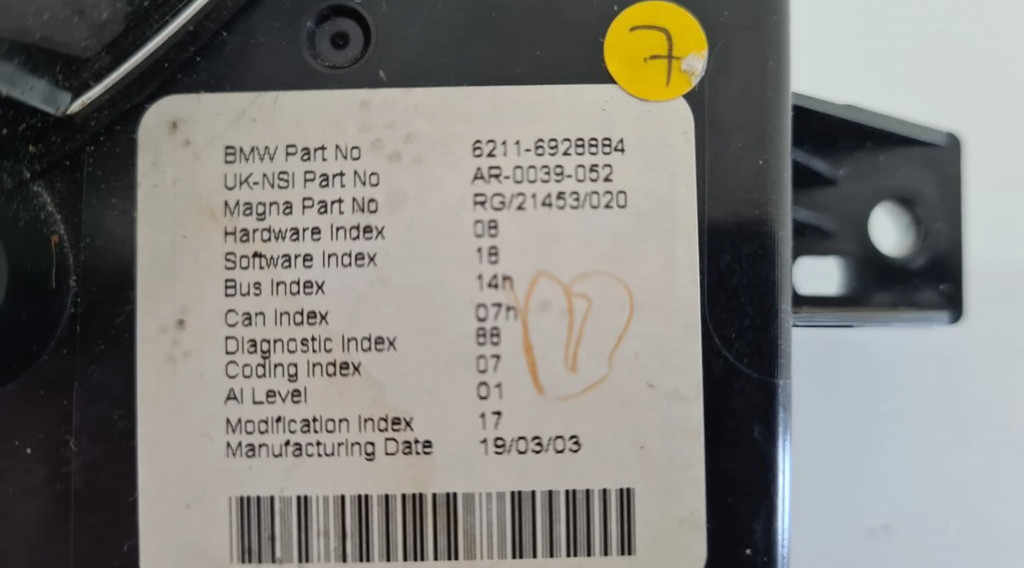 7
BMW Part No 6211-6928884
UK-NSI Part No AR-0039-052
Magna Part No RG/21453/020
Hardware Index 08
Software Index 18
Bus Index 14h
Can Index 07h
Diagnostic Index 88
Coding Index 07
AI Level 01
Modification Index 17
Manufacturing Date 19/03/03
7